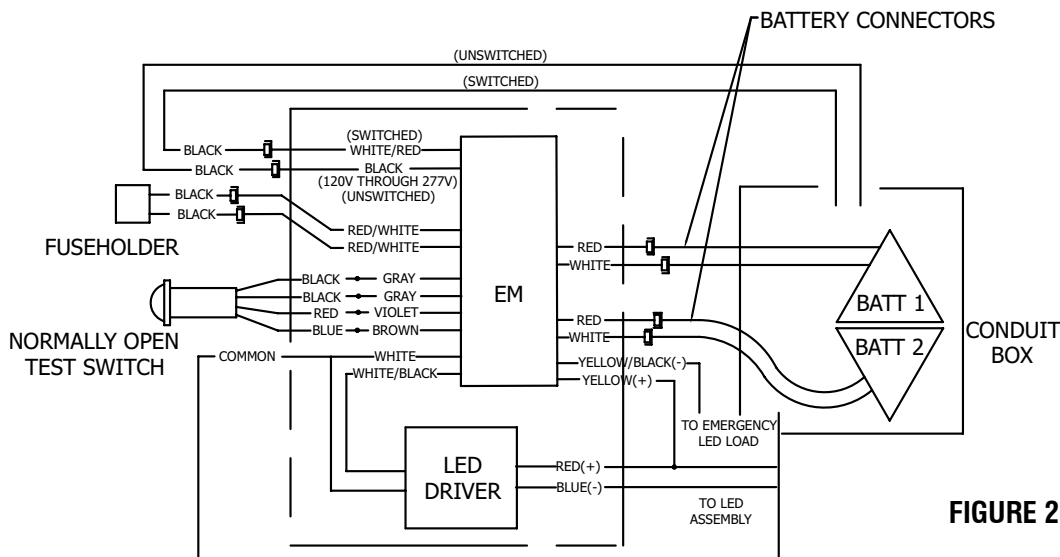 BATTERY CONNECTORS
(UNSWITCHED)
(SWITCHED)
(SWITCHED)
BLACK
WHITE/RED
BLACK
BLACK
(120V THROUGH 277V)
(UNSWITCHED)
BLACK
BLACK
FUSEHOLDER
RED/WHITE
RED/WHITE
RED
WHITE
BLACK
GRAY
BLACK
GRAY
RED
VIOLET
BLUE
BROWN
EM
NORMALLY OPEN
TEST SWITCH
RED
WHITE
BATT 1
BATT 2
CONDUIT
BOX
COMMON
WHITE
WHITE/BLACK
YELLOW/BLACK(-)
YELLOW(+)
TO EMERGENCY
LED LOAD
LED
DRIVER
RED(+)
BLUE(-)
TO LED
ASSEMBLY
FIGURE 2